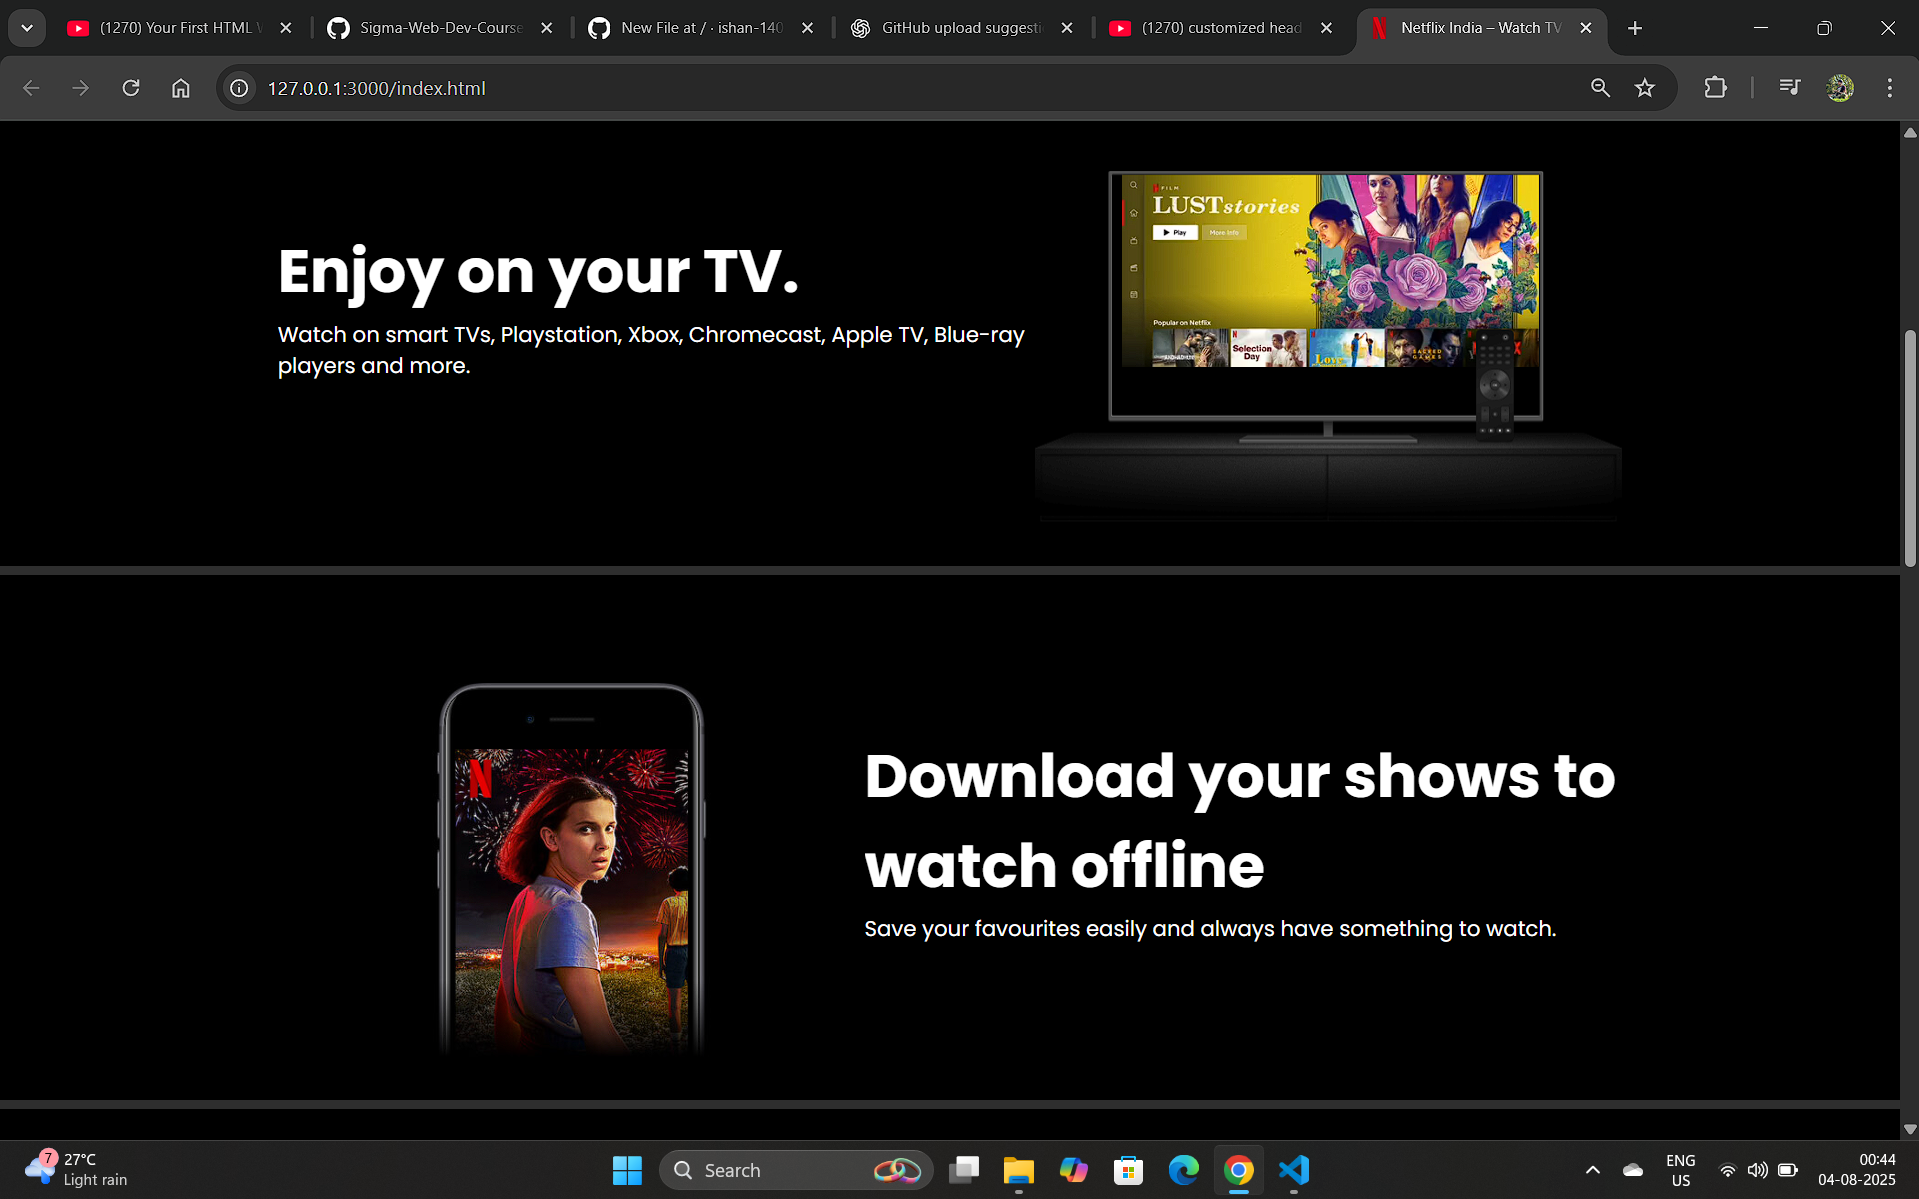 (1270) Your First HTML W
Sigma-Web-Dev-Course
New File at / · ishan-140
GitHub upload suggesti
(1270) customized head
Netflix India – Watch TV
127.0.0.1:3000/index.html
N FILM
LUST stories
Play
More Info
Popular on Netflix
ANDHADHUN
Selection
Day
Love
SACRED
GAMES
Enjoy on your TV.
Watch on smart TVs, Playstation, Xbox, Chromecast, Apple TV, Blue-ray
players and more.
N
Download your shows to
watch offline
Save your favourites easily and always have something to watch.
7
27°C
Light rain
Search
ENG
US
00:44
04-08-2025